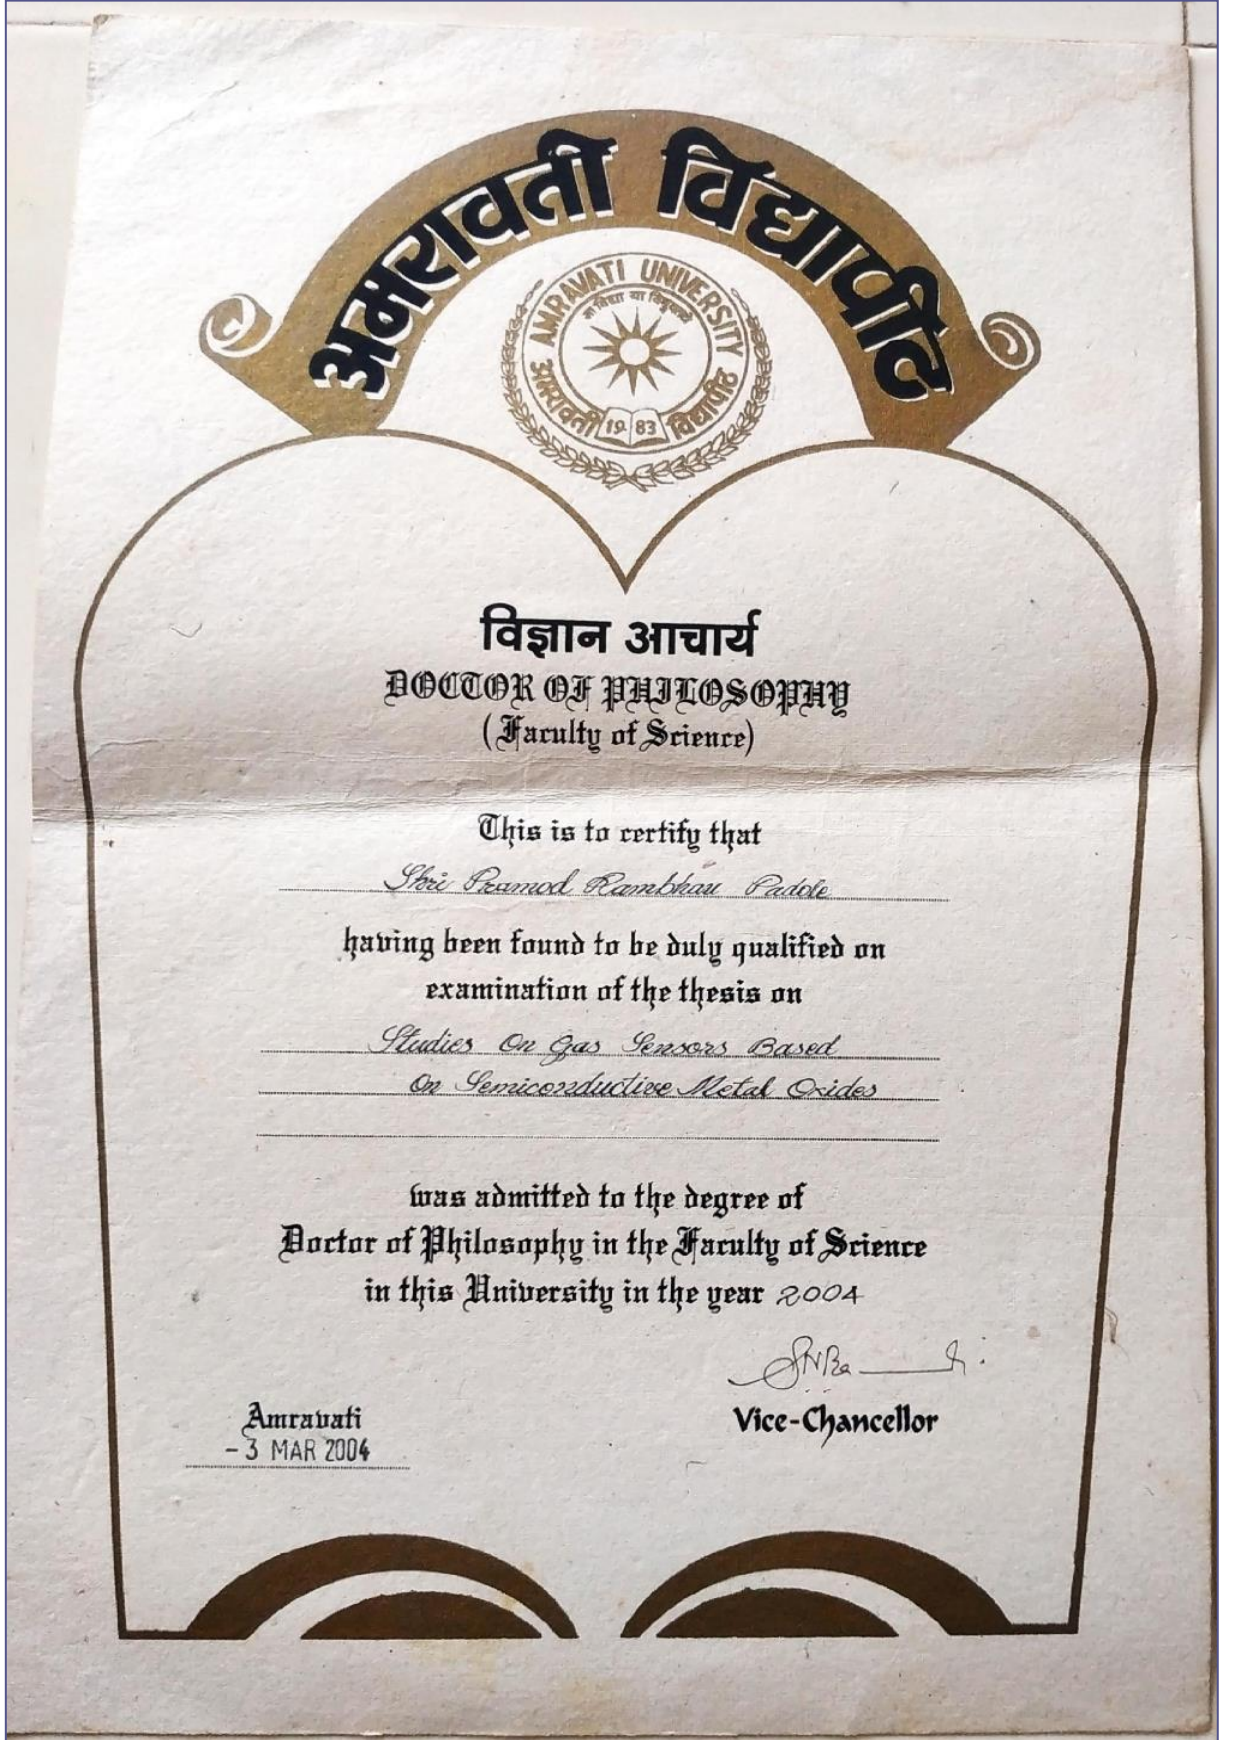 अमरावती विद्यापीठ
AMRAVATI UNIVERSITY
सा विद्या या विमुक्तये
अमरावती विद्यापीठ
19 83
विज्ञान आचार्य
DOCTOR OF PHILOSOPHY
(Faculty of Science)
This is to certify that
Shri Pramod Rambhau Padole
having been found to be duly qualified on
examination of the thesis on
Studies On Gas Sensors Based
On Semiconductive Metal Oxides
was admitted to the degree of
Doctor of Philosophy in the Faculty of Science
in this University in the year 2004
Amravati
Vice-Chancellor
- 3 MAR 2004